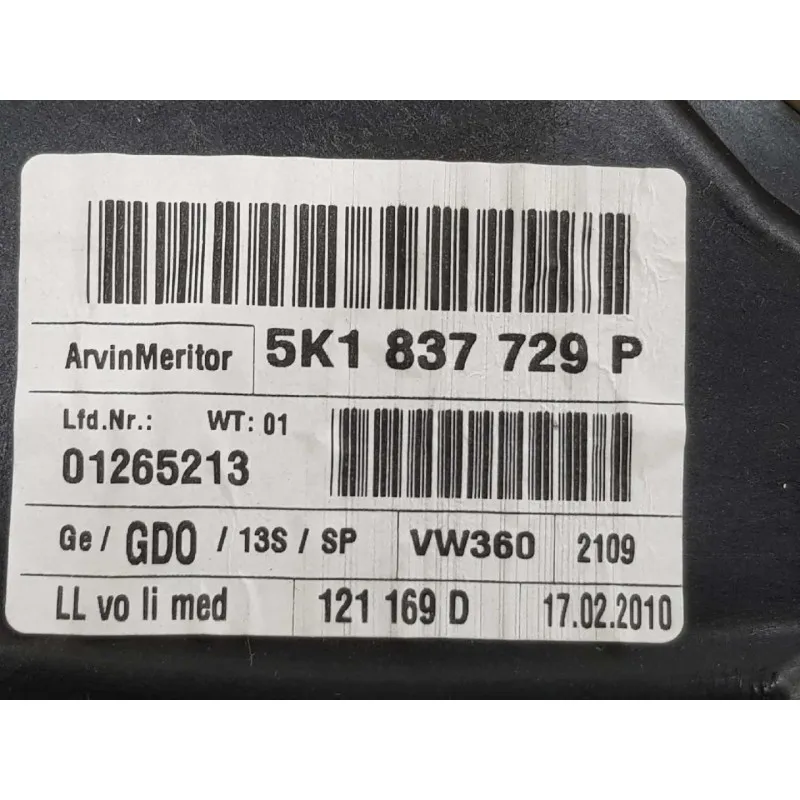 ArvinMeritor 5K1 837 729 P
Lfd.Nr.: WT: 01
01265213
Ge / GDO / 13S / SP VW360 2109
LL vo li med 121 169 D 17.02.2010